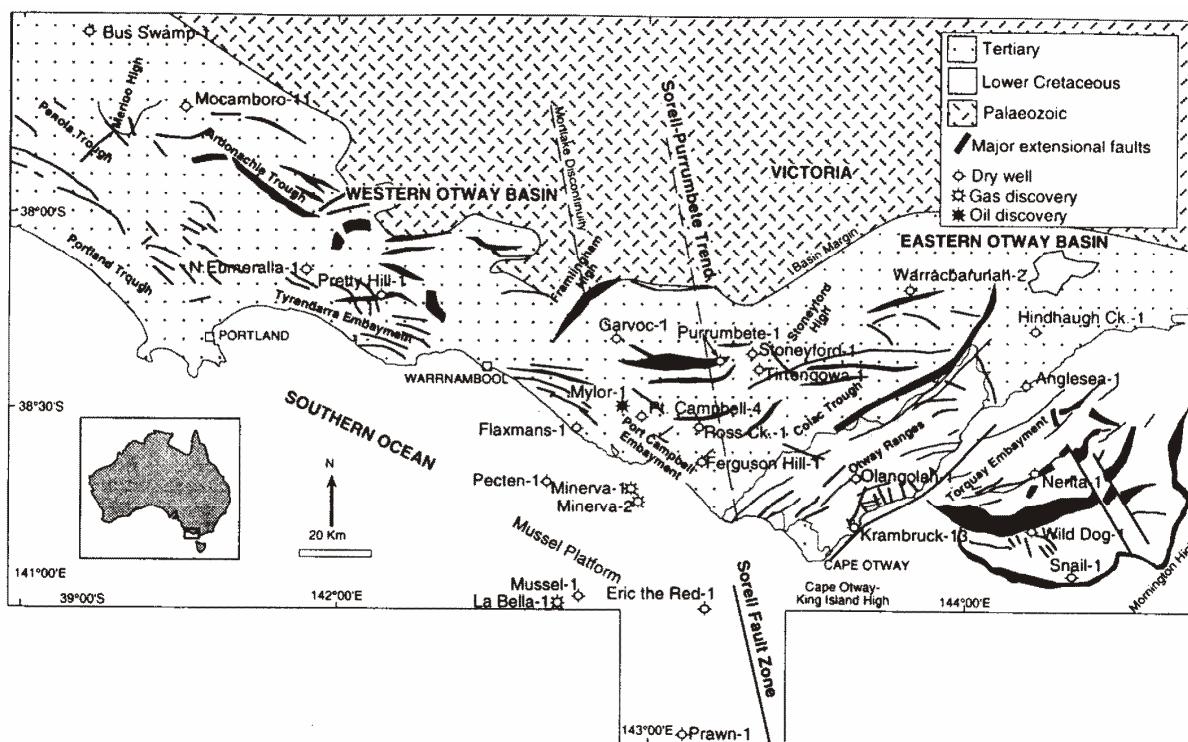 Bus Swamp-1
Merino High
Mocamboro-11
Penola Trough
Ardonachie Trough
WESTERN OTWAY BASIN
Mortlake Discontinuity
Sorell-Purrumbete Trend
VICTORIA
Tertiary
Lower Cretaceous
Palaeozoic
Major extensional faults
Dry well
Gas discovery
Oil discovery
38°00'S
Portland Trough
N.Eumeralla-1
Pretty Hill-1
Tyrendarra Embayment
Framlingham
High
Basin Margin
EASTERN OTWAY BASIN
Warracbarunah-2
PORTLAND
Garvoc-1
Purrumbete-1
Stoneyford
High
Stoneyford-1
Tirrengowa-1
Hindhaugh Ck.-1
WARRNAMBOOL
Anglesea-1
38°30'S
SOUTHERN OCEAN
Mylor-1
Pt. Campbell-4
Port Campbell
Embayment
Flaxmans-1
Ross Ck.-1
Colac Trough
Ferguson Hill-1
Otway Ranges
Olangolah-1
Torquay Embayment
Nerita-1
Pecten-1
Minerva-1
Minerva-2
N
20 Km
Krambruck-13
Wild Dog-1
Mussel Platform
CAPE OTWAY
Snail-1
Mornington High
141°00'E
39°00'S
142°00'E
Mussel-1
La Bella-1
Eric the Red-1
Sorell Fault Zone
Cape Otway-
King Island High
144°00'E
143°00'E
Prawn-1